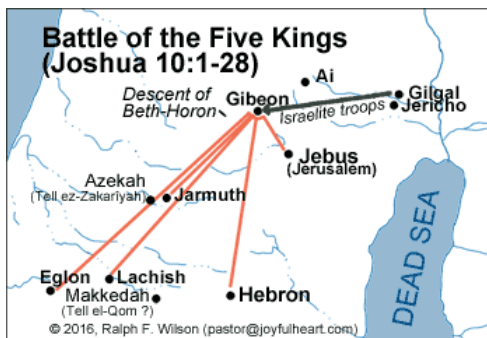 Battle of the Five Kings
(Joshua 10:1-28)
Ai
Descent of
Beth-Horon
Gibeon
Gilgal
Jericho
Israelite troops
Jebus
(Jerusalem)
Azekah
(Tell ez-Zakarîyah)
Jarmuth
DEAD SEA
Eglon
Lachish
Makkedah
(Tell el-Qom ?)
Hebron
© 2016, Ralph F. Wilson (pastor@joyfulheart.com)